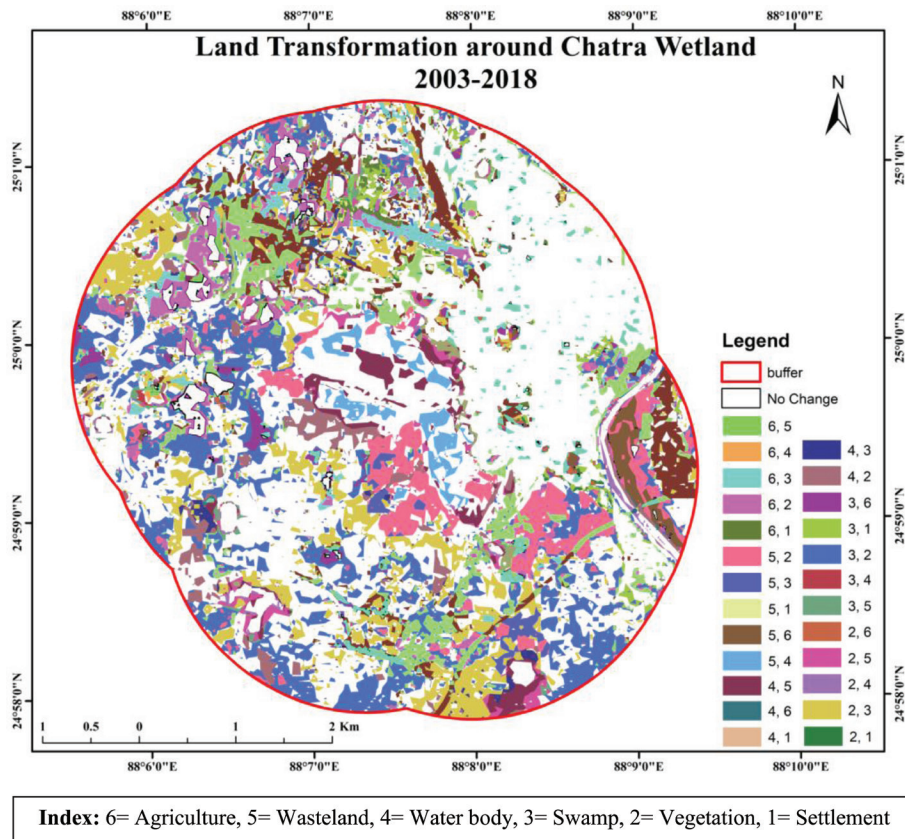 88°6'0"E 88°7'0"E 88°8'0"E 88°9'0"E 88°10'0"E
Land Transformation around Chatra Wetland
2003-2018
N
25°1'0"N 25°1'0"N
25°0'0"N 25°0'0"N
24°59'0"N 24°59'0"N
24°58'0"N 24°58'0"N
Legend
buffer
No Change
6, 5
6, 4
6, 3
6, 2
6, 1
5, 2
5, 3
5, 1
5, 6
5, 4
4, 5
4, 6
4, 1
4, 3
4, 2
3, 6
3, 1
3, 2
3, 4
3, 5
2, 6
2, 5
2, 4
2, 3
2, 1
1 0.5 0 1 2 Km
88°6'0"E 88°7'0"E 88°8'0"E 88°9'0"E 88°10'0"E
Index: 6= Agriculture, 5= Wasteland, 4= Water body, 3= Swamp, 2= Vegetation, 1= Settlement